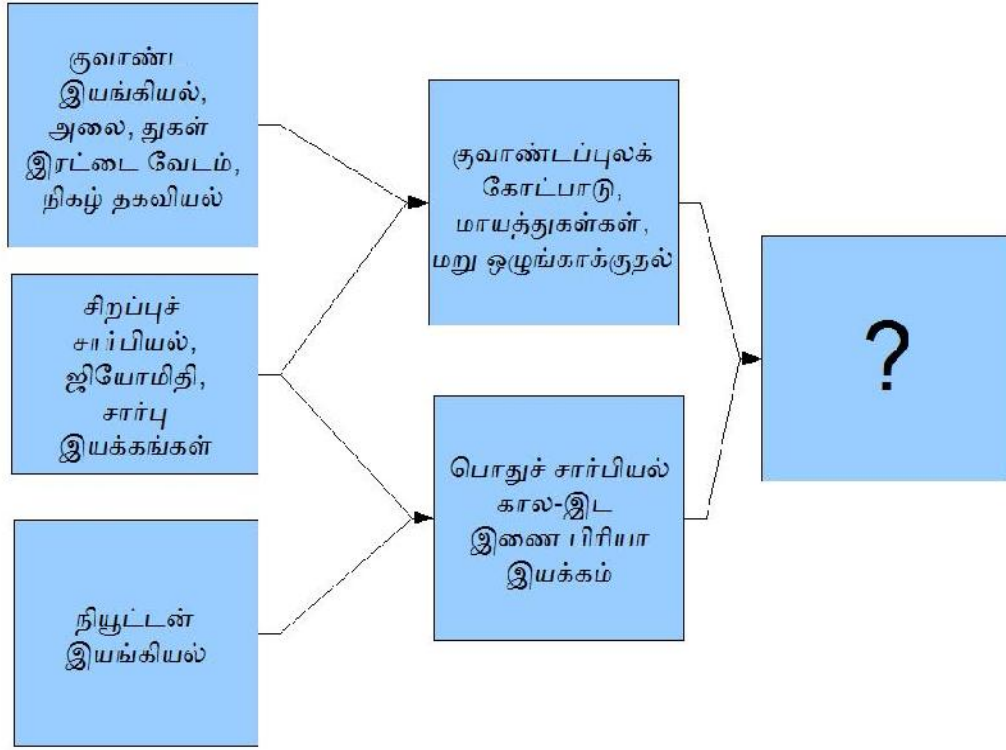 குவாண்ட
இயங்கியல்,
அலை, துகள்
இரட்டை வேடம்,
நிகழ் தகவியல்
சிறப்புச்
சார்பியல்,
ஜியோமிதி,
சார்பு
இயக்கங்கள்
நியூட்டன்
இயங்கியல்
குவாண்டப்புலக்
கோட்பாடு,
மாயத்துகள்கள்,
மறு ஒழுங்காக்குதல்
பொதுச் சார்பியல்
கால-இட
இணை பிரியா
இயக்கம்
?